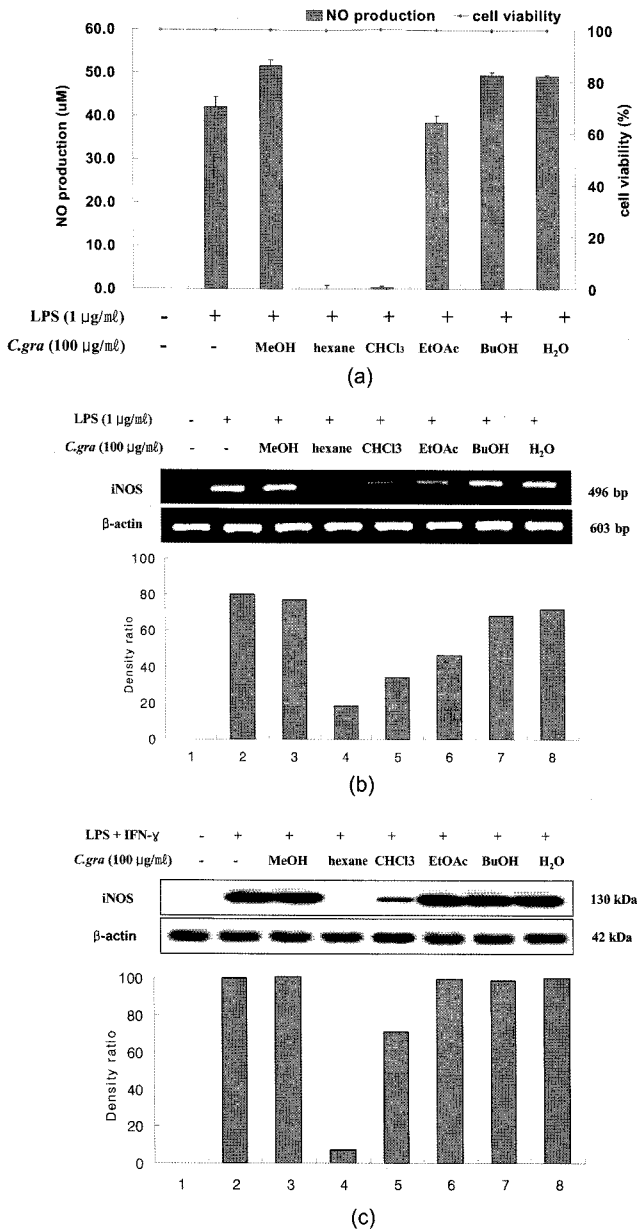 NO production cell viability
NO production (uM)
60.0
50.0
40.0
30.0
20.0
10.0
0.0
cell viability (%)
100
80
60
40
20
0
LPS (1 μg/㎖) - + + + + + + +
C.gra (100 μg/㎖) - - MeOH hexane CHCl₃ EtOAc BuOH H₂O
(a)
LPS (1 μg/㎖) - + + + + + + +
C.gra (100 μg/㎖) - - MeOH hexane CHCl3 EtOAc BuOH H₂O
iNOS 496 bp
β-actin 603 bp
Density ratio
100
80
60
40
20
0
1 2 3 4 5 6 7 8
(b)
LPS + IFN-γ - + + + + + + +
C.gra (100 μg/㎖) - - MeOH hexane CHCl3 EtOAc BuOH H₂O
iNOS 130 kDa
β-actin 42 kDa
Density ratio
100
80
60
40
20
0
1 2 3 4 5 6 7 8
(c)